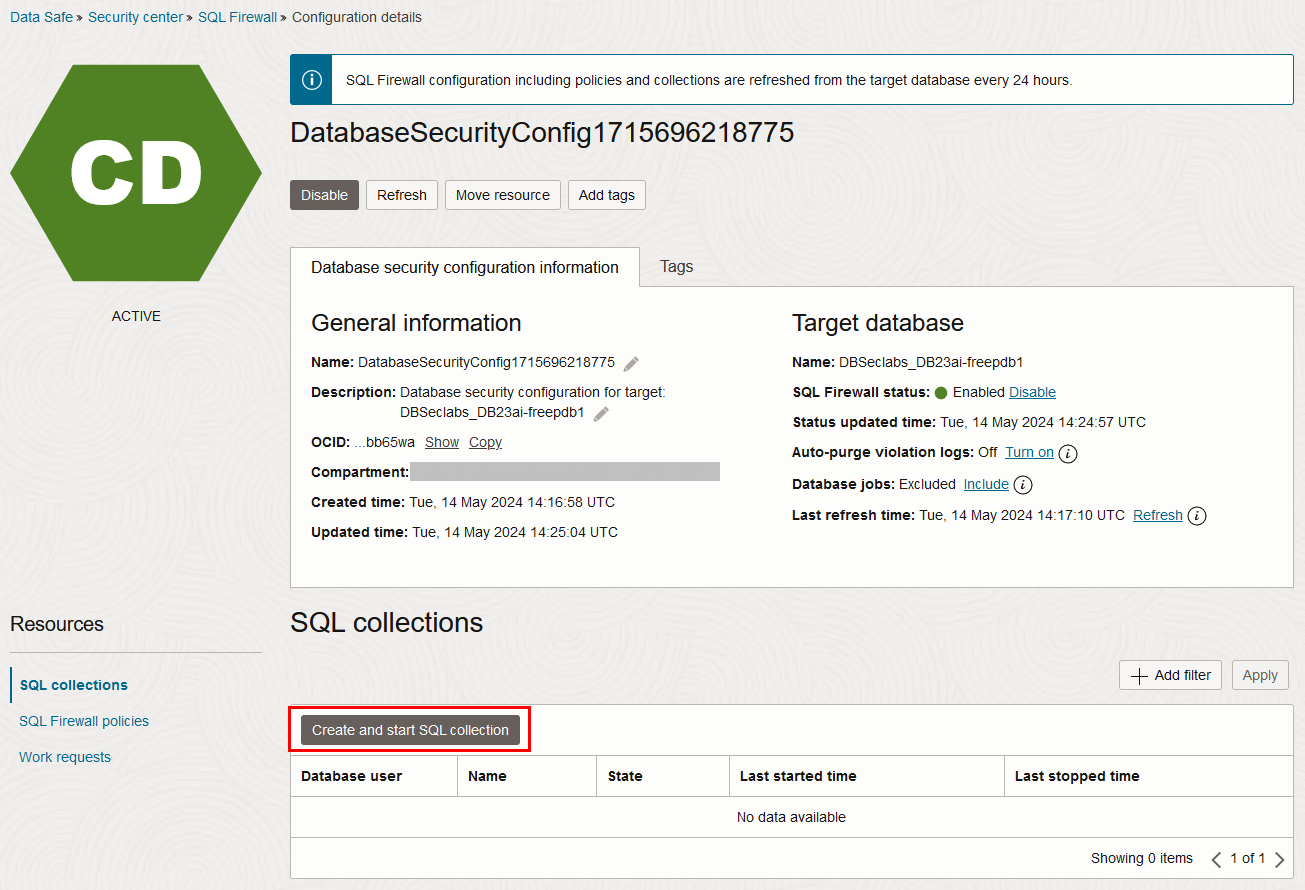 Data Safe » Security center » SQL Firewall » Configuration details
CD
ACTIVE
SQL Firewall configuration including policies and collections are refreshed from the target database every 24 hours.
DatabaseSecurityConfig1715696218775
Disable Refresh Move resource Add tags
Database security configuration information Tags
General information
Name: DatabaseSecurityConfig1715696218775
Description: Database security configuration for target:
DBSeclabs_DB23ai-freepdb1
OCID: ...bb65wa Show Copy
Compartment:
Created time: Tue, 14 May 2024 14:16:58 UTC
Updated time: Tue, 14 May 2024 14:25:04 UTC
Target database
Name: DBSeclabs_DB23ai-freepdb1
SQL Firewall status: Enabled Disable
Status updated time: Tue, 14 May 2024 14:24:57 UTC
Auto-purge violation logs: Off Turn on
Database jobs: Excluded Include
Last refresh time: Tue, 14 May 2024 14:17:10 UTC Refresh
Resources
SQL collections
SQL Firewall policies
Work requests
SQL collections
Add filter Apply
Create and start SQL collection
Database user Name State Last started time Last stopped time
No data available
Showing 0 items 1 of 1